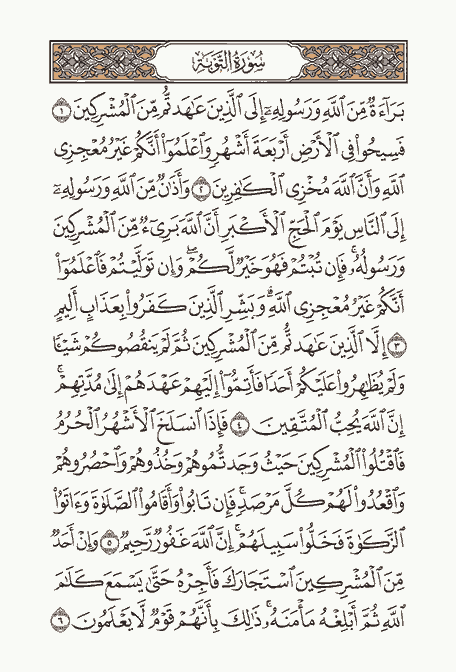 سُورَةُ التَّوۡبَةِ
بَرَآءَةٌ مِّنَ ٱللَّهِ وَرَسُولِهِۦٓ إِلَى ٱلَّذِينَ عَٰهَدتُّم مِّنَ ٱلۡمُشۡرِكِينَ ١
فَسِيحُواْ فِي ٱلۡأَرۡضِ أَرۡبَعَةَ أَشۡهُرٖ وَٱعۡلَمُوٓاْ أَنَّكُمۡ غَيۡرُ مُعۡجِزِي
ٱللَّهِ وَأَنَّ ٱللَّهَ مُخۡزِي ٱلۡكَٰفِرِينَ ٢ وَأَذَٰنٞ مِّنَ ٱللَّهِ وَرَسُولِهِۦٓ
إِلَى ٱلنَّاسِ يَوۡمَ ٱلۡحَجِّ ٱلۡأَكۡبَرِ أَنَّ ٱللَّهَ بَرِيٓءٞ مِّنَ ٱلۡمُشۡرِكِينَ
وَرَسُولُهُۥۚ فَإِن تُبۡتُمۡ فَهُوَ خَيۡرٞ لَّكُمۡۖ وَإِن تَوَلَّيۡتُمۡ فَٱعۡلَمُوٓاْ
أَنَّكُمۡ غَيۡرُ مُعۡجِزِي ٱللَّهِۗ وَبَشِّرِ ٱلَّذِينَ كَفَرُواْ بِعَذَابٍ أَلِيمٍ
٣ إِلَّا ٱلَّذِينَ عَٰهَدتُّم مِّنَ ٱلۡمُشۡرِكِينَ ثُمَّ لَمۡ يَنقُصُوكُمۡ شَيۡـٔٗا
وَلَمۡ يُظَٰهِرُواْ عَلَيۡكُمۡ أَحَدٗا فَأَتِمُّوٓاْ إِلَيۡهِمۡ عَهۡدَهُمۡ إِلَىٰ مُدَّتِهِمۡۚ
إِنَّ ٱللَّهَ يُحِبُّ ٱلۡمُتَّقِينَ ٤ فَإِذَا ٱنسَلَخَ ٱلۡأَشۡهُرُ ٱلۡحُرُمُ
فَٱقۡتُلُواْ ٱلۡمُشۡرِكِينَ حَيۡثُ وَجَدتُّمُوهُمۡ وَخُذُوهُمۡ وَٱحۡصُرُوهُمۡ
وَٱقۡعُدُواْ لَهُمۡ كُلَّ مَرۡصَدٖۚ فَإِن تَابُواْ وَأَقَامُواْ ٱلصَّلَوٰةَ وَءَاتَوُاْ
ٱلزَّكَوٰةَ فَخَلُّواْ سَبِيلَهُمۡۚ إِنَّ ٱللَّهَ غَفُورٞ رَّحِيمٞ ٥ وَإِنۡ أَحَدٞ
مِّنَ ٱلۡمُشۡرِكِينَ ٱسۡتَجَارَكَ فَأَجِرۡهُ حَتَّىٰ يَسۡمَعَ كَلَٰمَ
ٱللَّهِ ثُمَّ أَبۡلِغۡهُ مَأۡمَنَهُۥۚ ذَٰلِكَ بِأَنَّهُمۡ قَوۡمٞ لَّا يَعۡلَمُونَ ٦